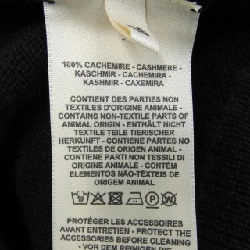 100% CACHEMIRE - CASHMERE -
KASCHMIR - CACHEMIRA -
KASHMIR - CAXEMIRA
CONTIENT DES PARTIES NON
TEXTILES D'ORIGINE ANIMALE -
CONTAINS NON-TEXTILES PARTS OF
ANIMAL ORIGIN - ENTHÄLT NICHT
TEXTILE TEILE TIERISCHER
HERKUNFT - CONTIENE PARTES
NO TEXTILES DE ORIGEN ANIMAL -
CONTIENE PARTI NON TESSILI DI
ORIGINE ANIMALE - CONTÉM
ELEMENTOS NÃO-TÊXTEIS DE
ORIGEM ANIMAL
PROTÉGER LES ACCESSOIRES
AVANT ENTRETIEN - PROTECT THE
ACCESSORIES BEFORE CLEANING